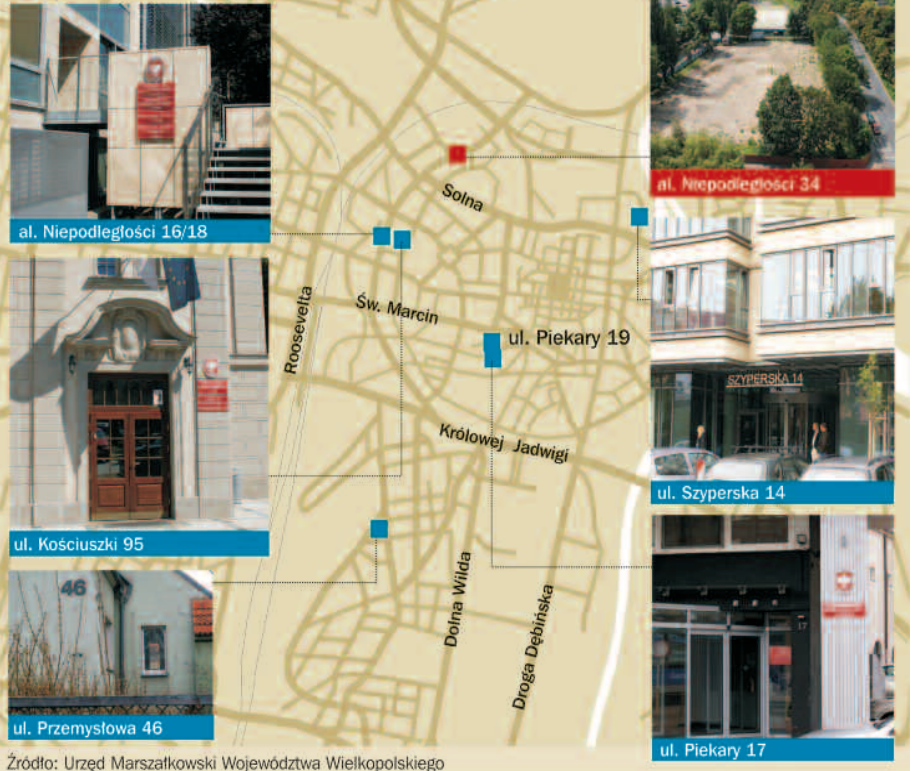 al. Niepodległości 16/18
al. Niepodległości 34
Solna
Roosevelta
Św. Marcin
ul. Piekary 19
SZYPERSKA 14
Królowej Jadwigi
ul. Szyperska 14
ul. Kościuszki 95
46
Dolna Wilda
Droga Dębińska
17
ul. Przemysłowa 46
ul. Piekary 17
Źródło: Urząd Marszałkowski Województwa Wielkopolskiego